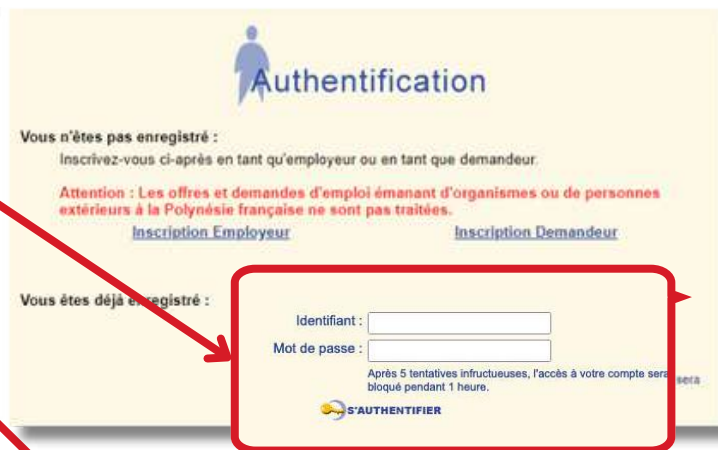 Authentification
Vous n'êtes pas enregistré :
Inscrivez-vous ci-après en tant qu'employeur ou en tant que demandeur.
Attention : Les offres et demandes d'emploi émanant d'organismes ou de personnes
extérieurs à la Polynésie française ne sont pas traitées.
Inscription Employeur Inscription Demandeur
Vous êtes déjà enregistré :
Identifiant :
Mot de passe :
Après 5 tentatives infructueuses, l'accès à votre compte sera sera
bloqué pendant 1 heure.
S'AUTHENTIFIER